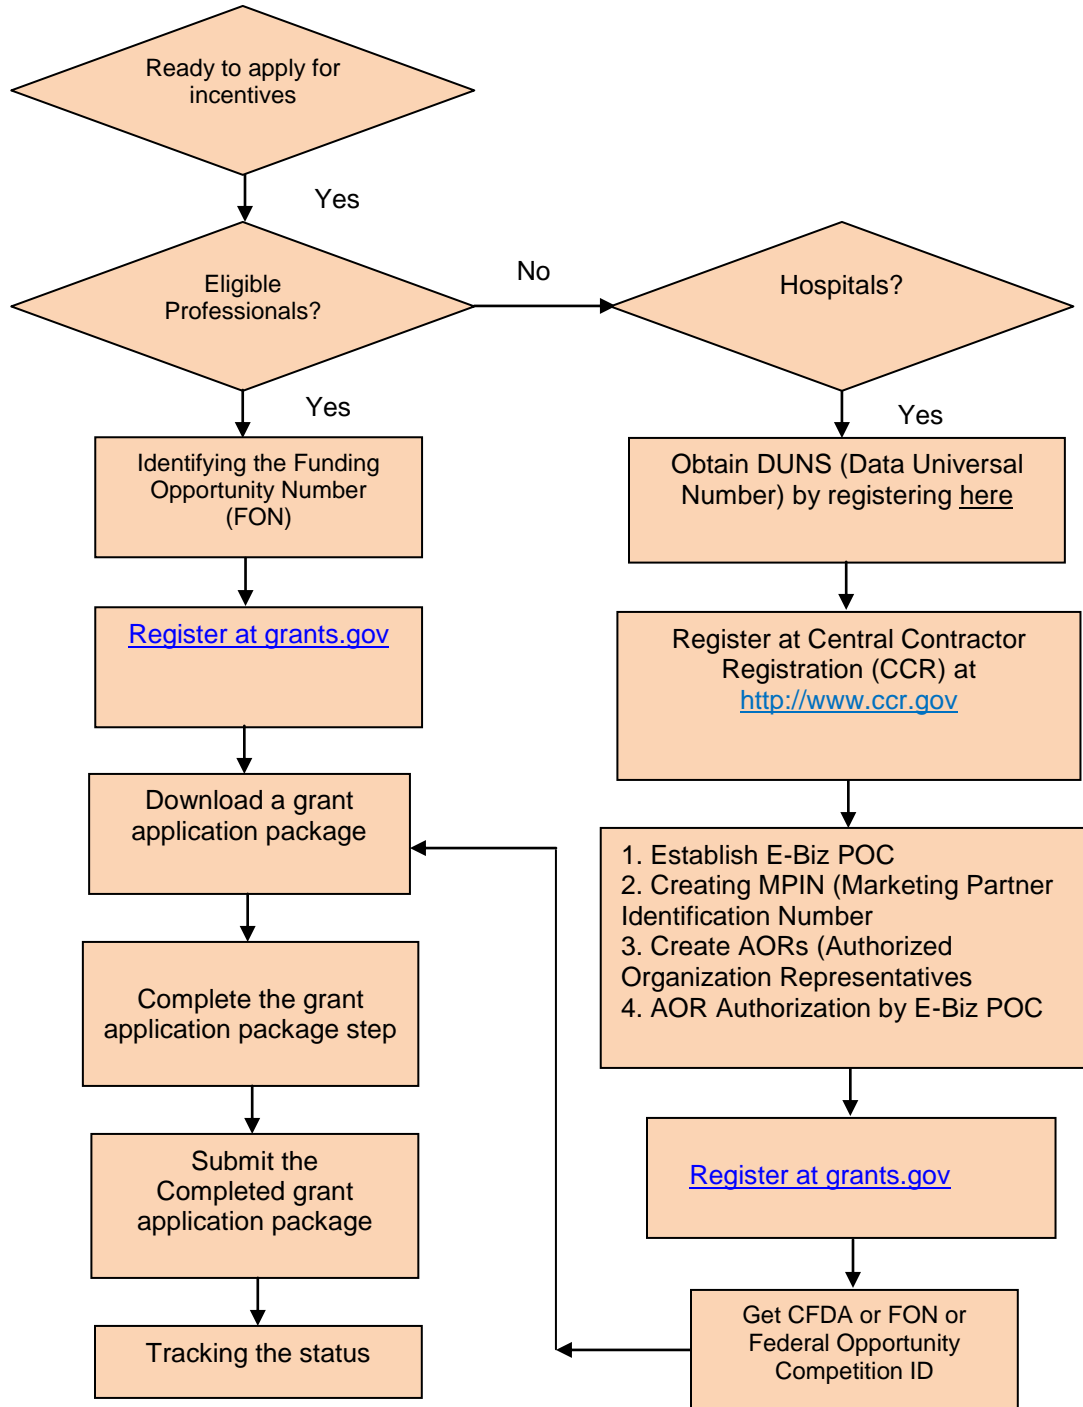 Ready to apply for
incentives
Yes
Eligible
Professionals?
No
Hospitals?
Yes
Identifying the Funding
Opportunity Number
(FON)
Register at grants.gov
Download a grant
application package
Complete the grant
application package step
Submit the
Completed grant
application package
Tracking the status
Yes
Obtain DUNS (Data Universal
Number) by registering here
Register at Central Contractor
Registration (CCR) at
http://www.ccr.gov
1. Establish E-Biz POC
2. Creating MPIN (Marketing Partner
Identification Number
3. Create AORs (Authorized
Organization Representatives
4. AOR Authorization by E-Biz POC
Register at grants.gov
Get CFDA or FON or
Federal Opportunity
Competition ID